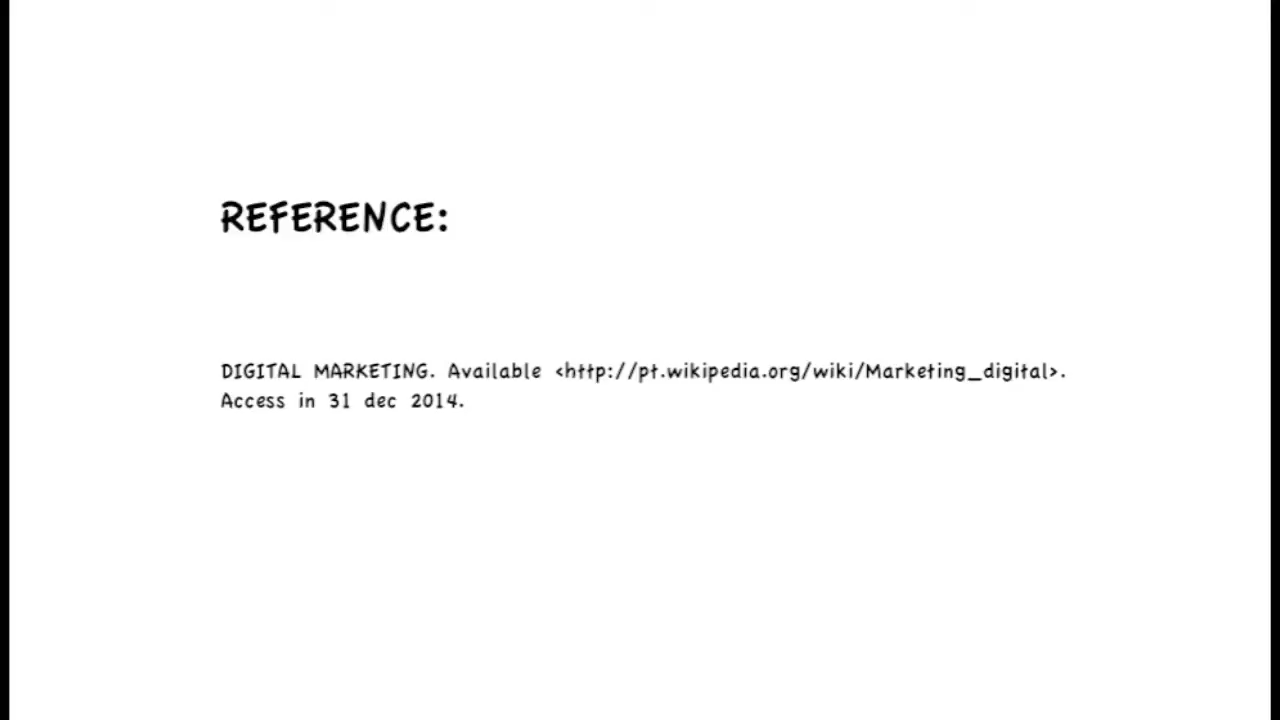 REFERENCE:
DIGITAL MARKETING. Available <http://pt.wikipedia.org/wiki/Marketing_digital>.
Access in 31 dec 2014.